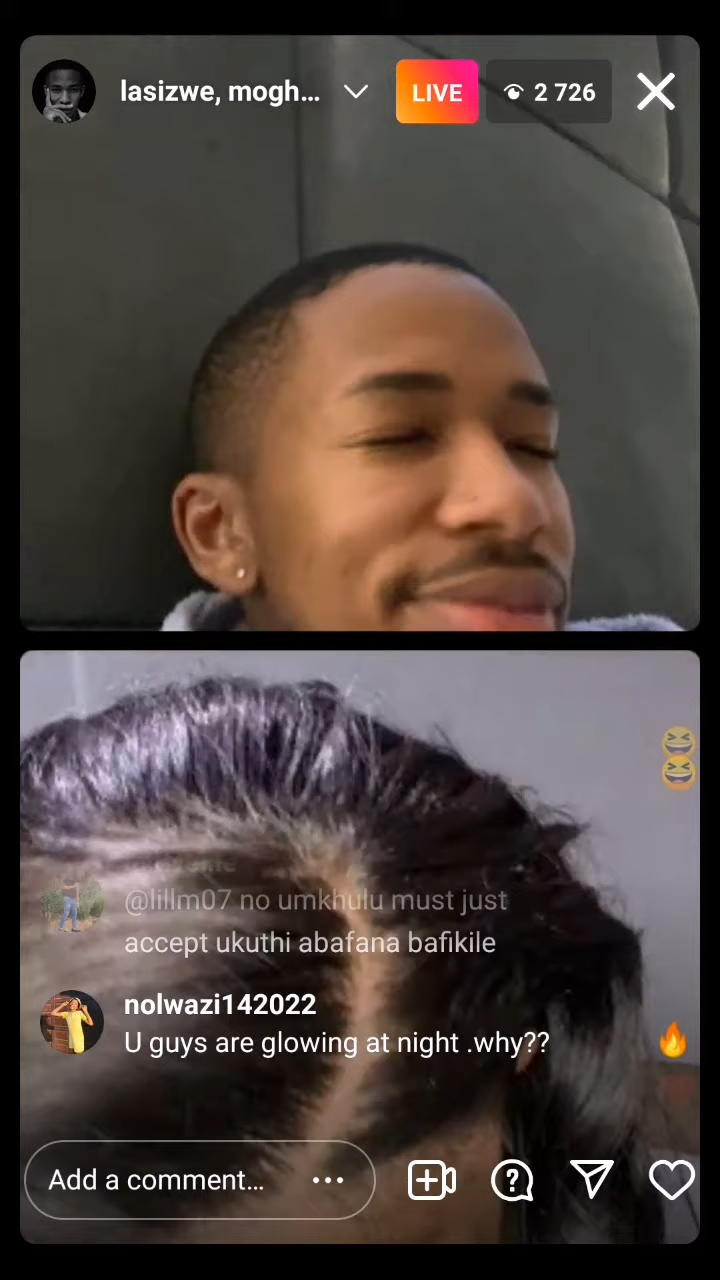 lasizwe, mogh...
LIVE
2 726
@lillm07 no umkhulu must just
accept ukuthi abafana bafikile
nolwazi142022
U guys are glowing at night .why??
Add a comment...